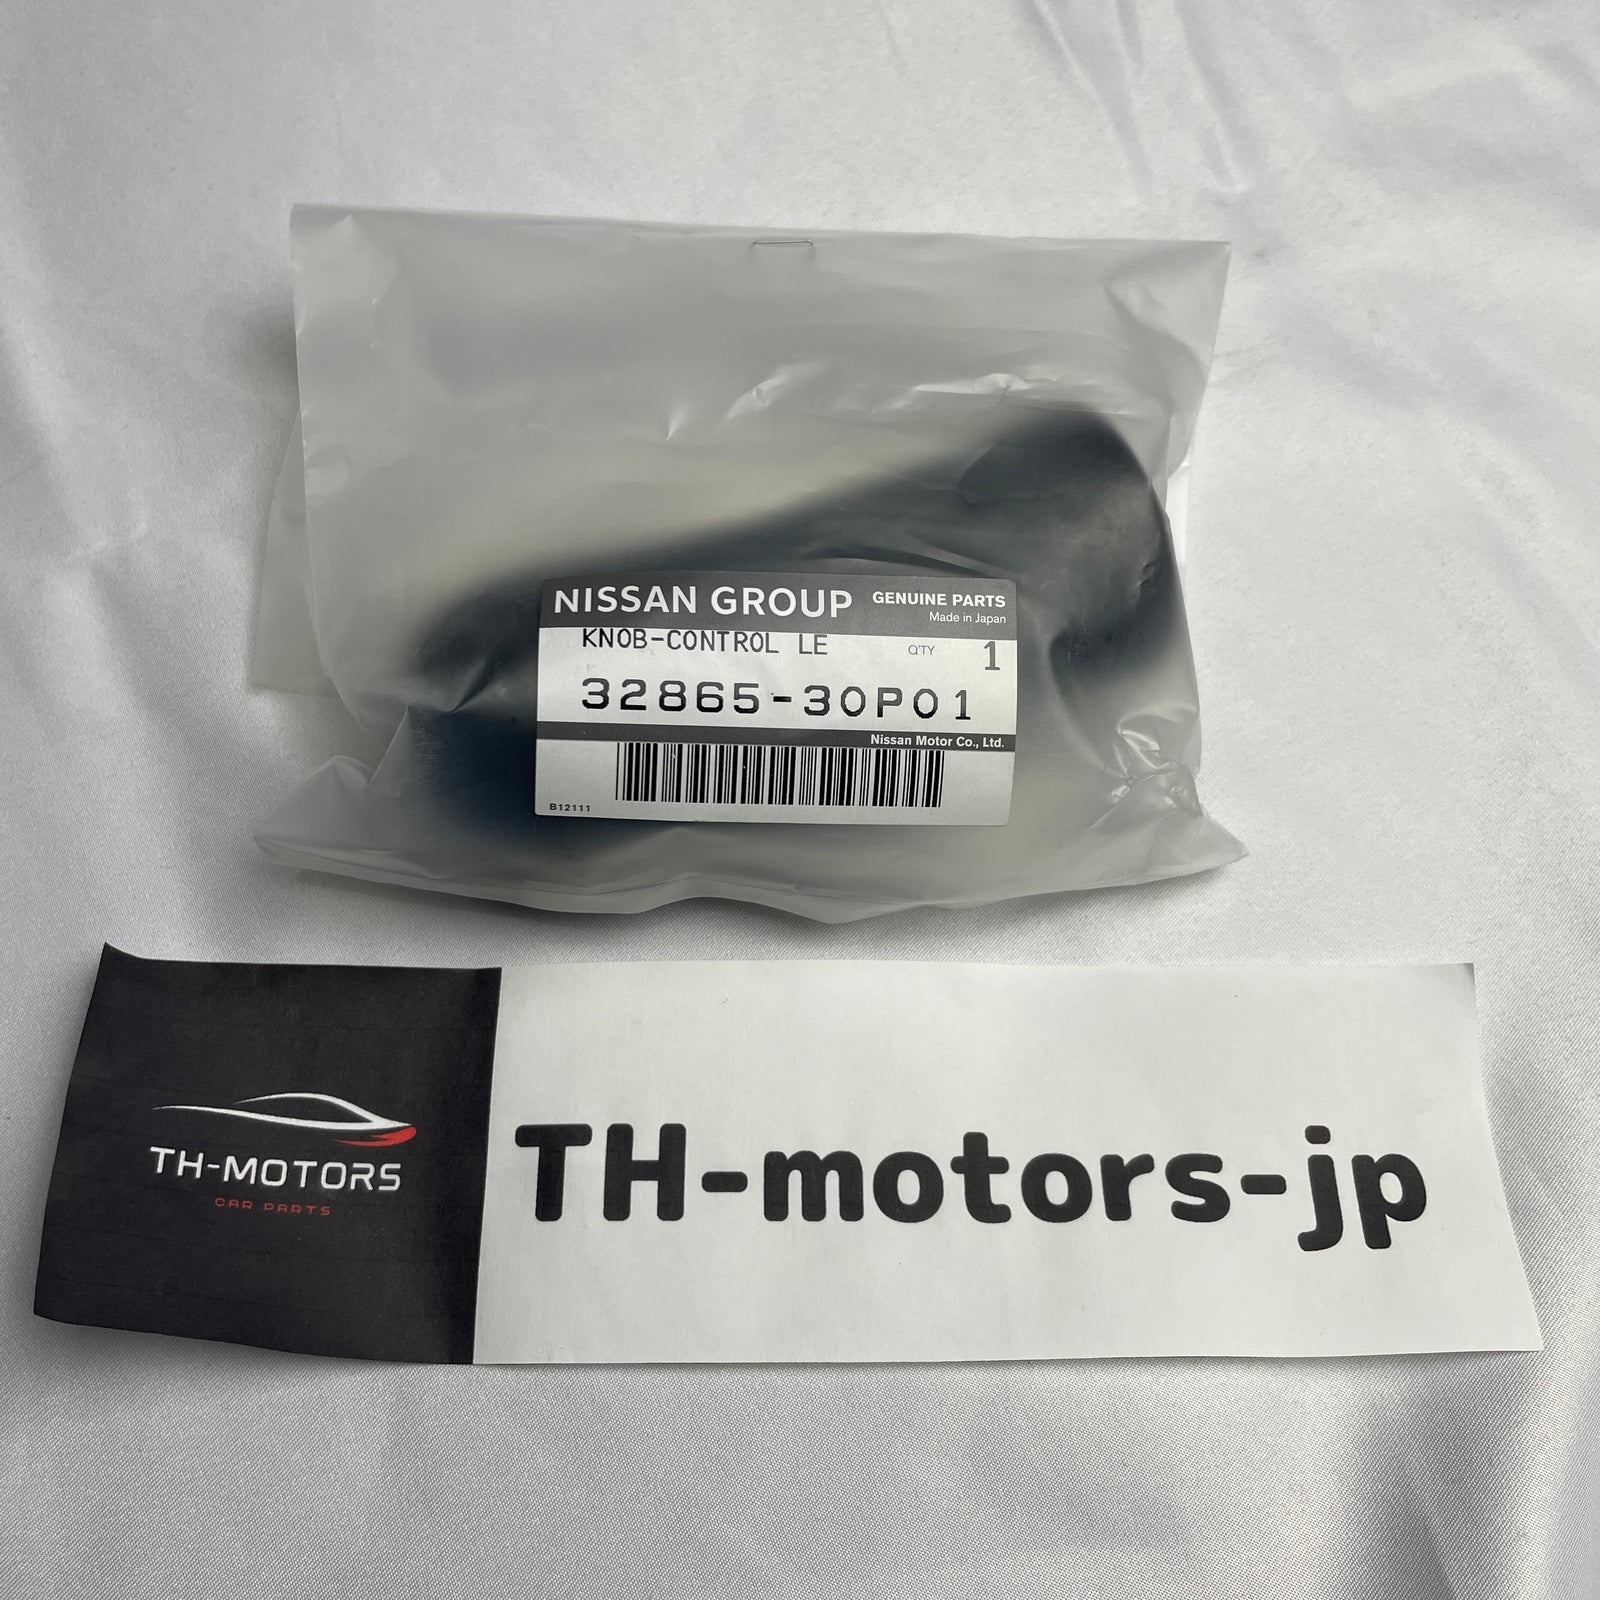 NISSAN GROUP GENUINE PARTS
Made in Japan
KNOB-CONTROL LE Q'TY 1
32865-30P01
Nissan Motor Co., Ltd.
B12111
TH-MOTORS
CAR PARTS
TH-motors-jp